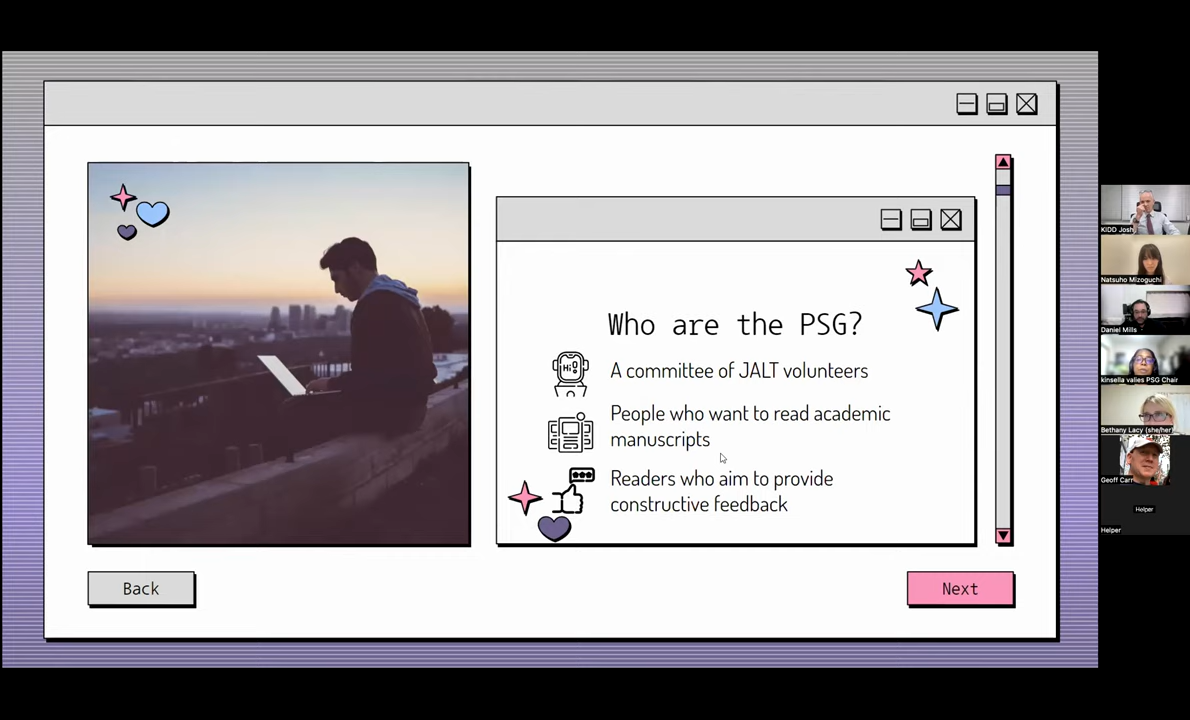 Who are the PSG?
Hi
A committee of JALT volunteers
People who want to read academic
manuscripts
Readers who aim to provide
constructive feedback
Back
Next
KIDD Josh
Natsuho Mizoguchi
Daniel Mills
kinsella valies PSG Chair
Bethany Lacy (she/her)
Geoff Carr
Helper
Helper